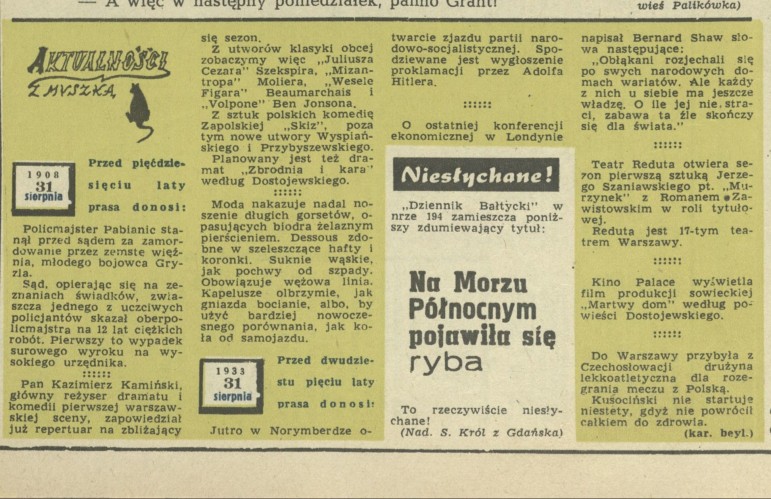 — A więc w następny poniedziałek, panno Grant!
wieś Palikówka)
AKTUALNOŚCI
Z MYSZKĄ
1908
31
sierpnia
Przed pięćdzie-
sięciu laty
prasa donosi:
Policmajster Pabianic sta-
nął przed sądem za zamor-
dowanie przez zemstę więź-
nia, młodego bojowca Gry-
zla.
Sąd, opierając się na ze-
znaniach świadków, zwła-
szcza jednego z uczciwych
policjantów skazał oberpo-
licmajstra na 12 lat ciężkich
robót. Pierwszy to wypadek
surowego wyroku na wy-
sokiego urzędnika.
::::::
Pan Kazimierz Kamiński,
główny reżyser dramatu i
komedii pierwszej warszaw-
skiej sceny, zapowiedział
już repertuar na zbliżający
się sezon.
Z utworów klasyki obcej
zobaczymy więc „Juliusza
Cezara" Szekspira, „Mizan-
tropa" Moliera, „Wesele
Figara" Beaumarchais i
„Volpone" Ben Jonsona.
Z sztuk polskich komedię
Zapolskiej „Skiz", poza
tym nowe utwory Wyspiań-
skiego i Przybyszewskiego.
Planowany jest też dra-
mat „Zbrodnia i kara"
według Dostojewskiego.
::::::
Moda nakazuje nadal no-
szenie długich gorsetów, o-
pasujących biodra żelaznym
pierścieniem. Dessous zdob-
ne w szeleszczące hafty i
koronki. Suknie wąskie,
jak pochwy od szpady.
Obowiązuje wężowa linia.
Kapelusze olbrzymie, jak
gniazda bocianie, albo, by
użyć bardziej nowocze-
snego porównania, jak ko-
ła od samojazdu.
1933
31
sierpnia
Przed dwudzie-
stu pięciu laty
prasa donosi:
Jutro w Norymberdze o-
twarcie zjazdu partii naro-
dowo-socjalistycznej. Spo-
dziewane jest wygłoszenie
proklamacji przez Adolfa
Hitlera.
::::::
O ostatniej konferencji
ekonomicznej w Londynie
napisał Bernard Shaw sło-
wa następujące:
„Obłąkani rozjechali się
po swych narodowych do-
mach wariatów. Ale każdy
z nich u siebie ma jeszcze
władzę. O ile jej nie stra-
ci, zabawa ta źle skończy
się dla świata."
::::::
Teatr Reduta otwiera se-
zon pierwszą sztuką Jerze-
go Szaniawskiego pt. „Mu-
rzynek" z Romanem Za-
wistowskim w roli tytuło-
wej.
Reduta jest 17-tym tea-
trem Warszawy.
::::::
Kino Palace wyświetla
film produkcji sowieckiej
„Martwy dom" według po-
wieści Dostojewskiego.
::::::
Do Warszawy przybyła z
Czechosłowacji drużyna
lekkoatletyczna dla roze-
grania meczu z Polską.
Kusociński nie startuje
niestety, gdyż nie powrócił
całkiem do zdrowia.
(kar. beyl.)
Niesłychane!
„Dziennik Bałtycki" w
nrze 194 zamieszcza poniż-
szy zdumiewający tytuł:
Na Morzu
Północnym
pojawiła się
ryba
To rzeczywiście niesły-
chane!
(Nad. S. Król z Gdańska)